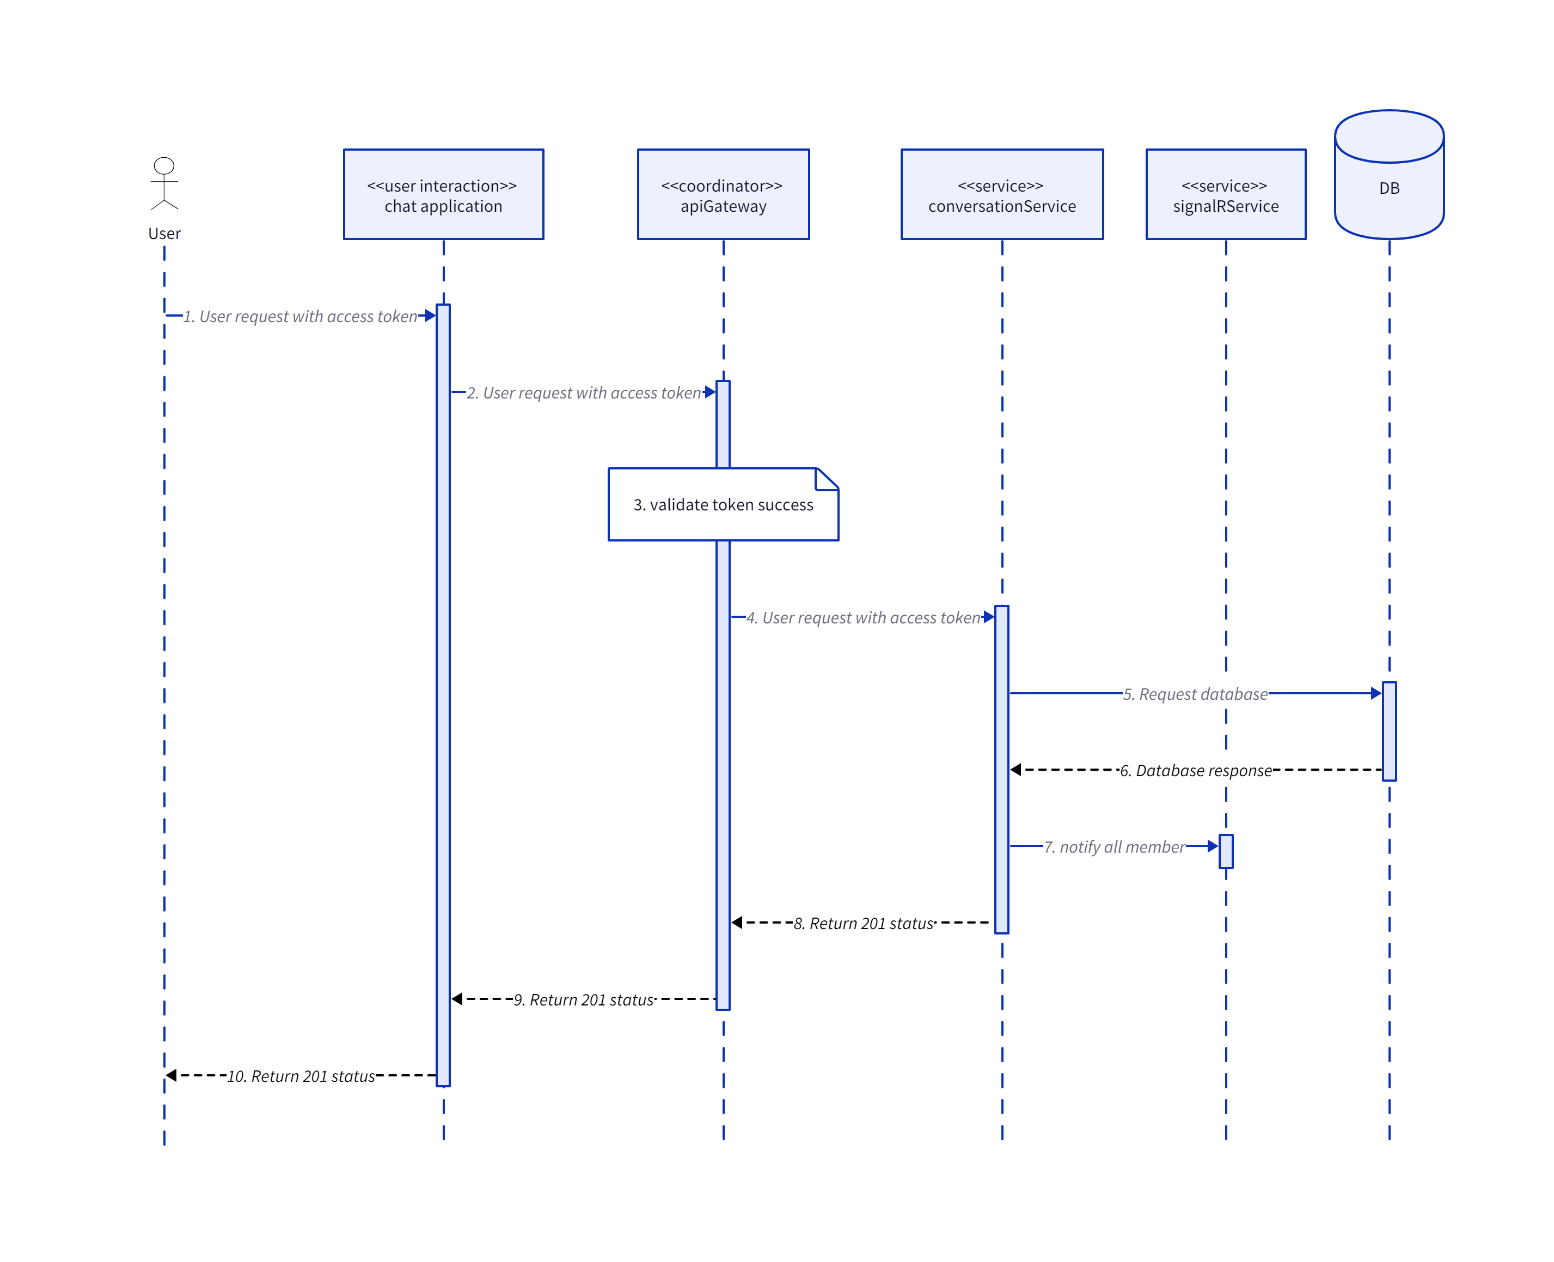 User
<<user interaction>>
chat application
<<coordinator>>
apiGateway
<<service>>
conversationService
<<service>>
signalRService
DB
1. User request with access token
2. User request with access token
3. validate token success
4. User request with access token
5. Request database
6. Database response
7. notify all member
8. Return 201 status
9. Return 201 status
10. Return 201 status